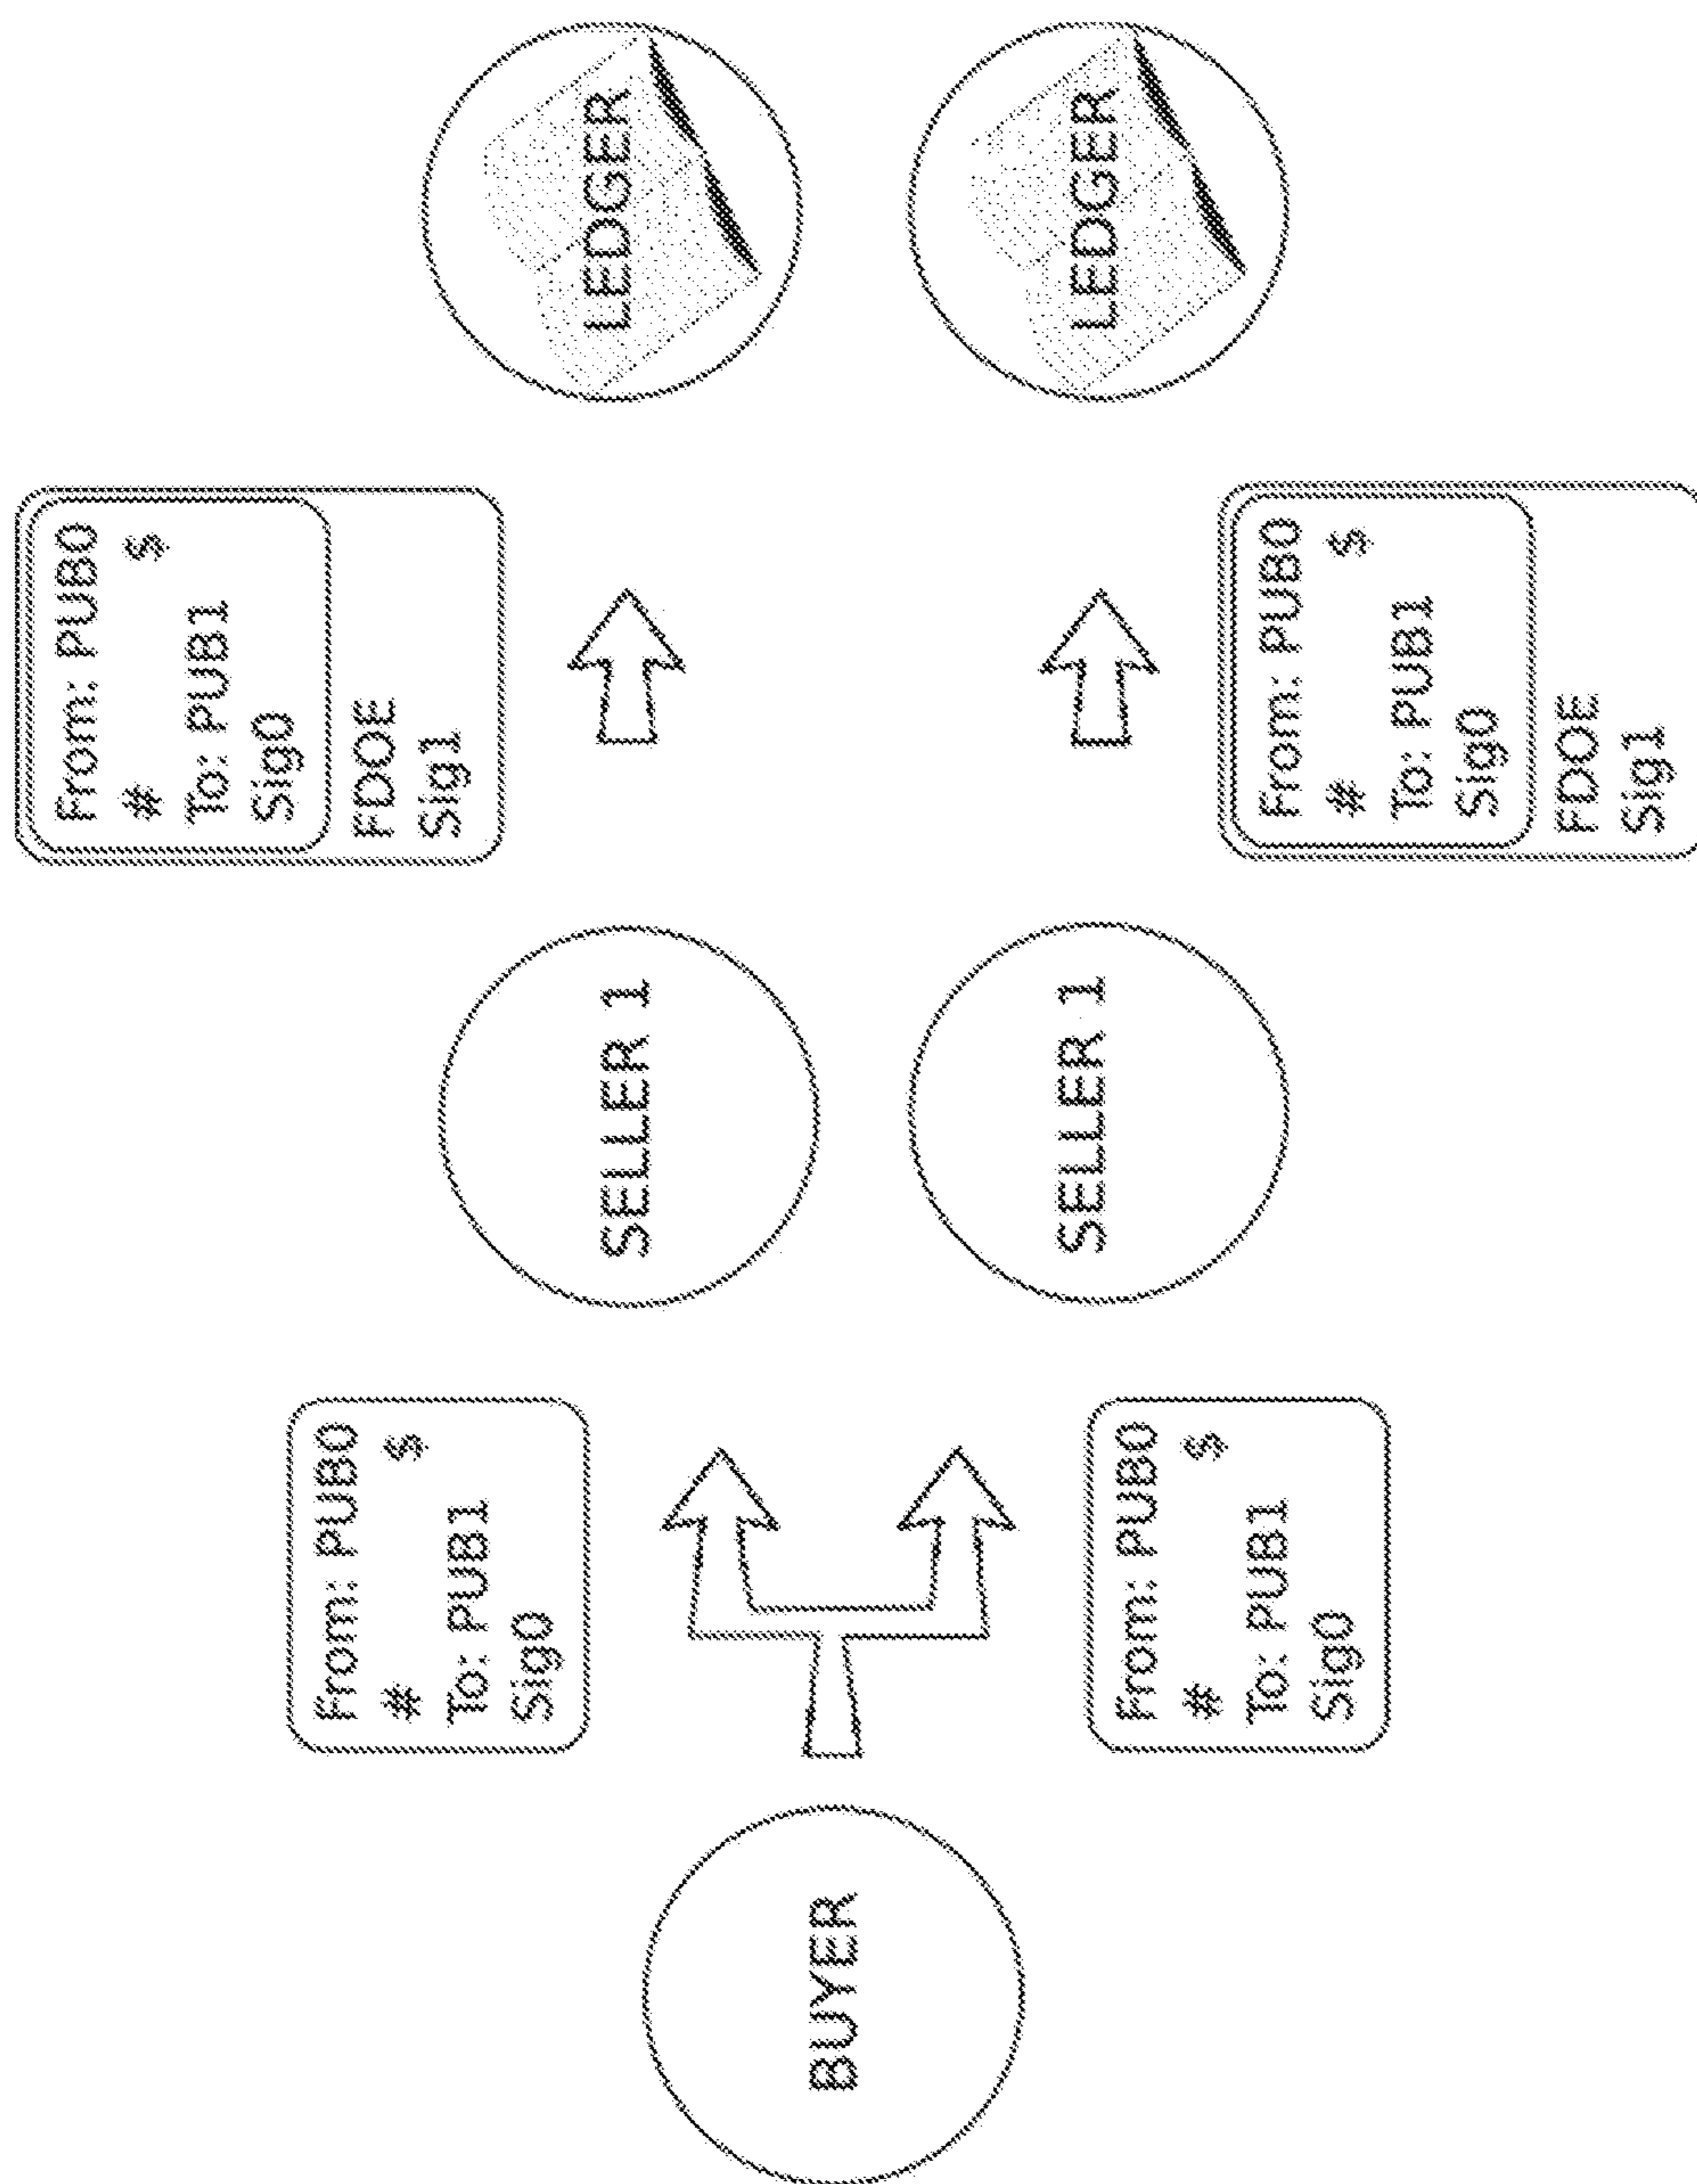 BUYER
From: PUB0
# $
To: PUB1
Sig0
From: PUB0
# $
To: PUB1
Sig0
SELLER 1
SELLER 1
From: PUB0
# $
To: PUB1
Sig0
FDOE
Sig1
From: PUB0
# $
To: PUB1
Sig0
FDOE
Sig1
LEDGER
LEDGER